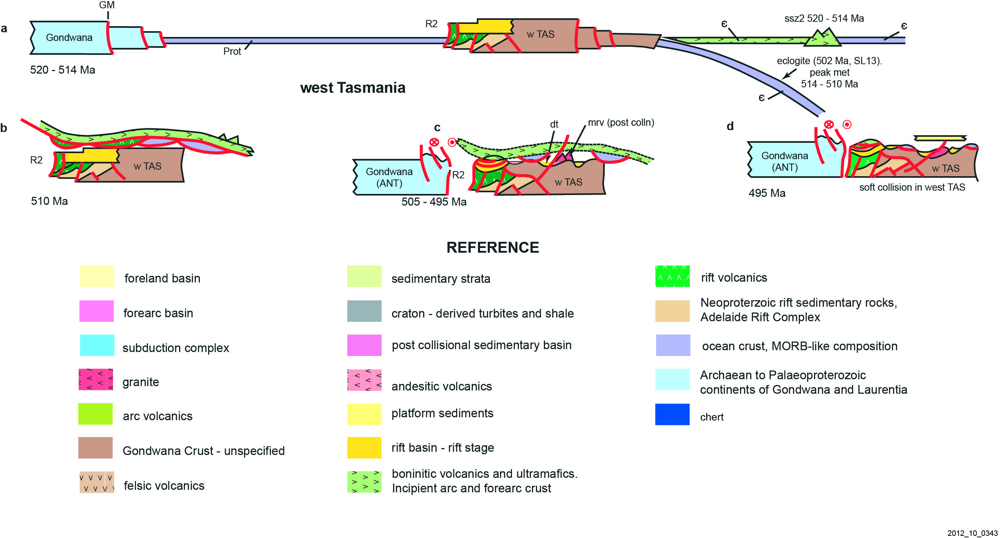 GM
a
Gondwana
Prot
520 - 514 Ma
R2
w TAS
Є
ssz2 520 - 514 Ma
Є
eclogite (502 Ma, SL13).
peak met
514 - 510 Ma
Є
west Tasmania
b
R2
w TAS
510 Ma
c
dt
mrv (post colln)
Gondwana
(ANT)
R2
w TAS
505 - 495 Ma
d
Gondwana
(ANT)
w TAS
495 Ma
soft collision in west TAS
REFERENCE
foreland basin
forearc basin
subduction complex
granite
arc volcanics
Gondwana Crust - unspecified
felsic volcanics
sedimentary strata
craton - derived turbites and shale
post collisional sedimentary basin
andesitic volcanics
platform sediments
rift basin - rift stage
boninitic volcanics and ultramafics.
Incipient arc and forearc crust
rift volcanics
Neoproterzoic rift sedimentary rocks,
Adelaide Rift Complex
ocean crust, MORB-like composition
Archaean to Palaeoproterozoic
continents of Gondwana and Laurentia
chert
2012_10_0343